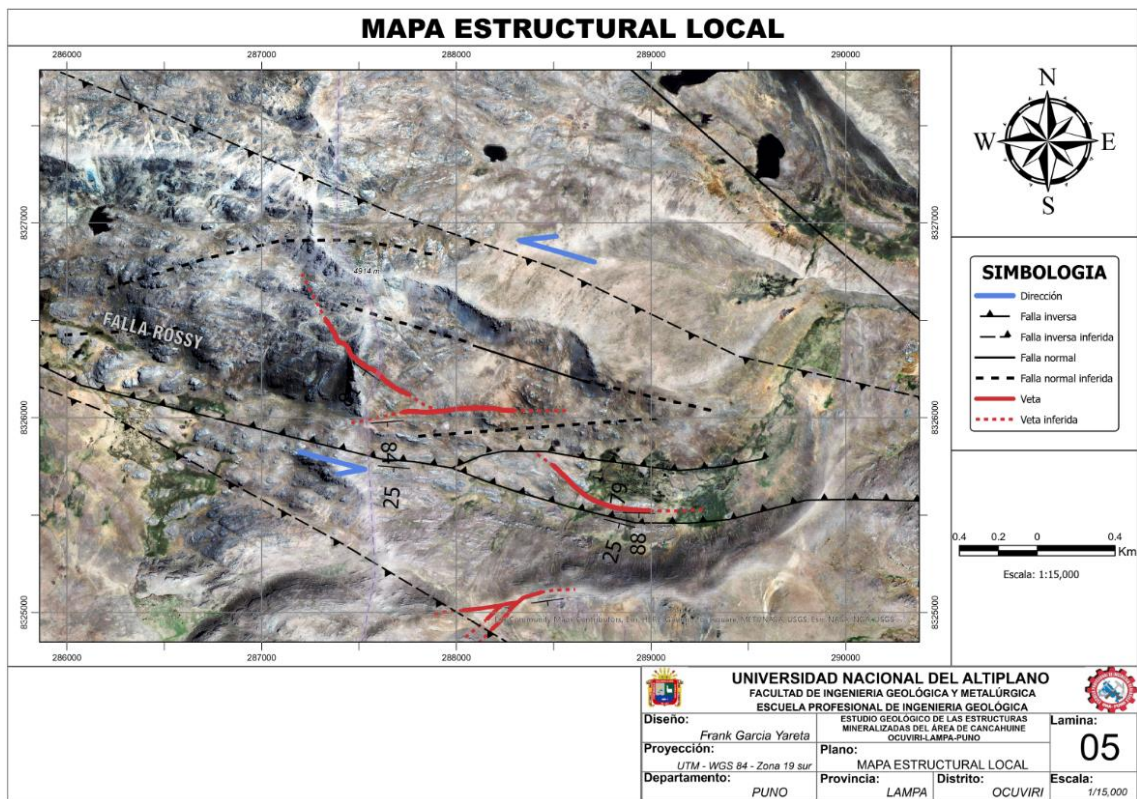 MAPA ESTRUCTURAL LOCAL
286000 287000 288000 289000 290000
8327000 8327000
8326000 8326000
8325000 8325000
4914 m
FALLA ROSSY
84
25
79
25
88
286000 287000 288000 289000 290000
N
W E
S
SIMBOLOGIA
Dirección
Falla inversa
Falla inversa inferida
Falla normal
Falla normal inferida
Veta
Veta inferida
0.4 0.2 0 0.4
Km
Escala: 1:15,000
UNIVERSIDAD NACIONAL DEL ALTIPLANO
FACULTAD DE INGENIERIA GEOLÓGICA Y METALÚRGICA
ESCUELA PROFESIONAL DE INGENIERIA GEOLÓGICA
Diseño:
Frank Garcia Yareta
ESTUDIO GEOLÓGICO DE LAS ESTRUCTURAS
MINERALIZADAS DEL ÁREA DE CANCAHUINE
OCUVIRI-LAMPA-PUNO
Lamina:
05
Proyección:
UTM - WGS 84 - Zona 19 sur
Plano:
MAPA ESTRUCTURAL LOCAL
Departamento:
PUNO
Provincia:
LAMPA
Distrito:
OCUVIRI
Escala:
1/15,000